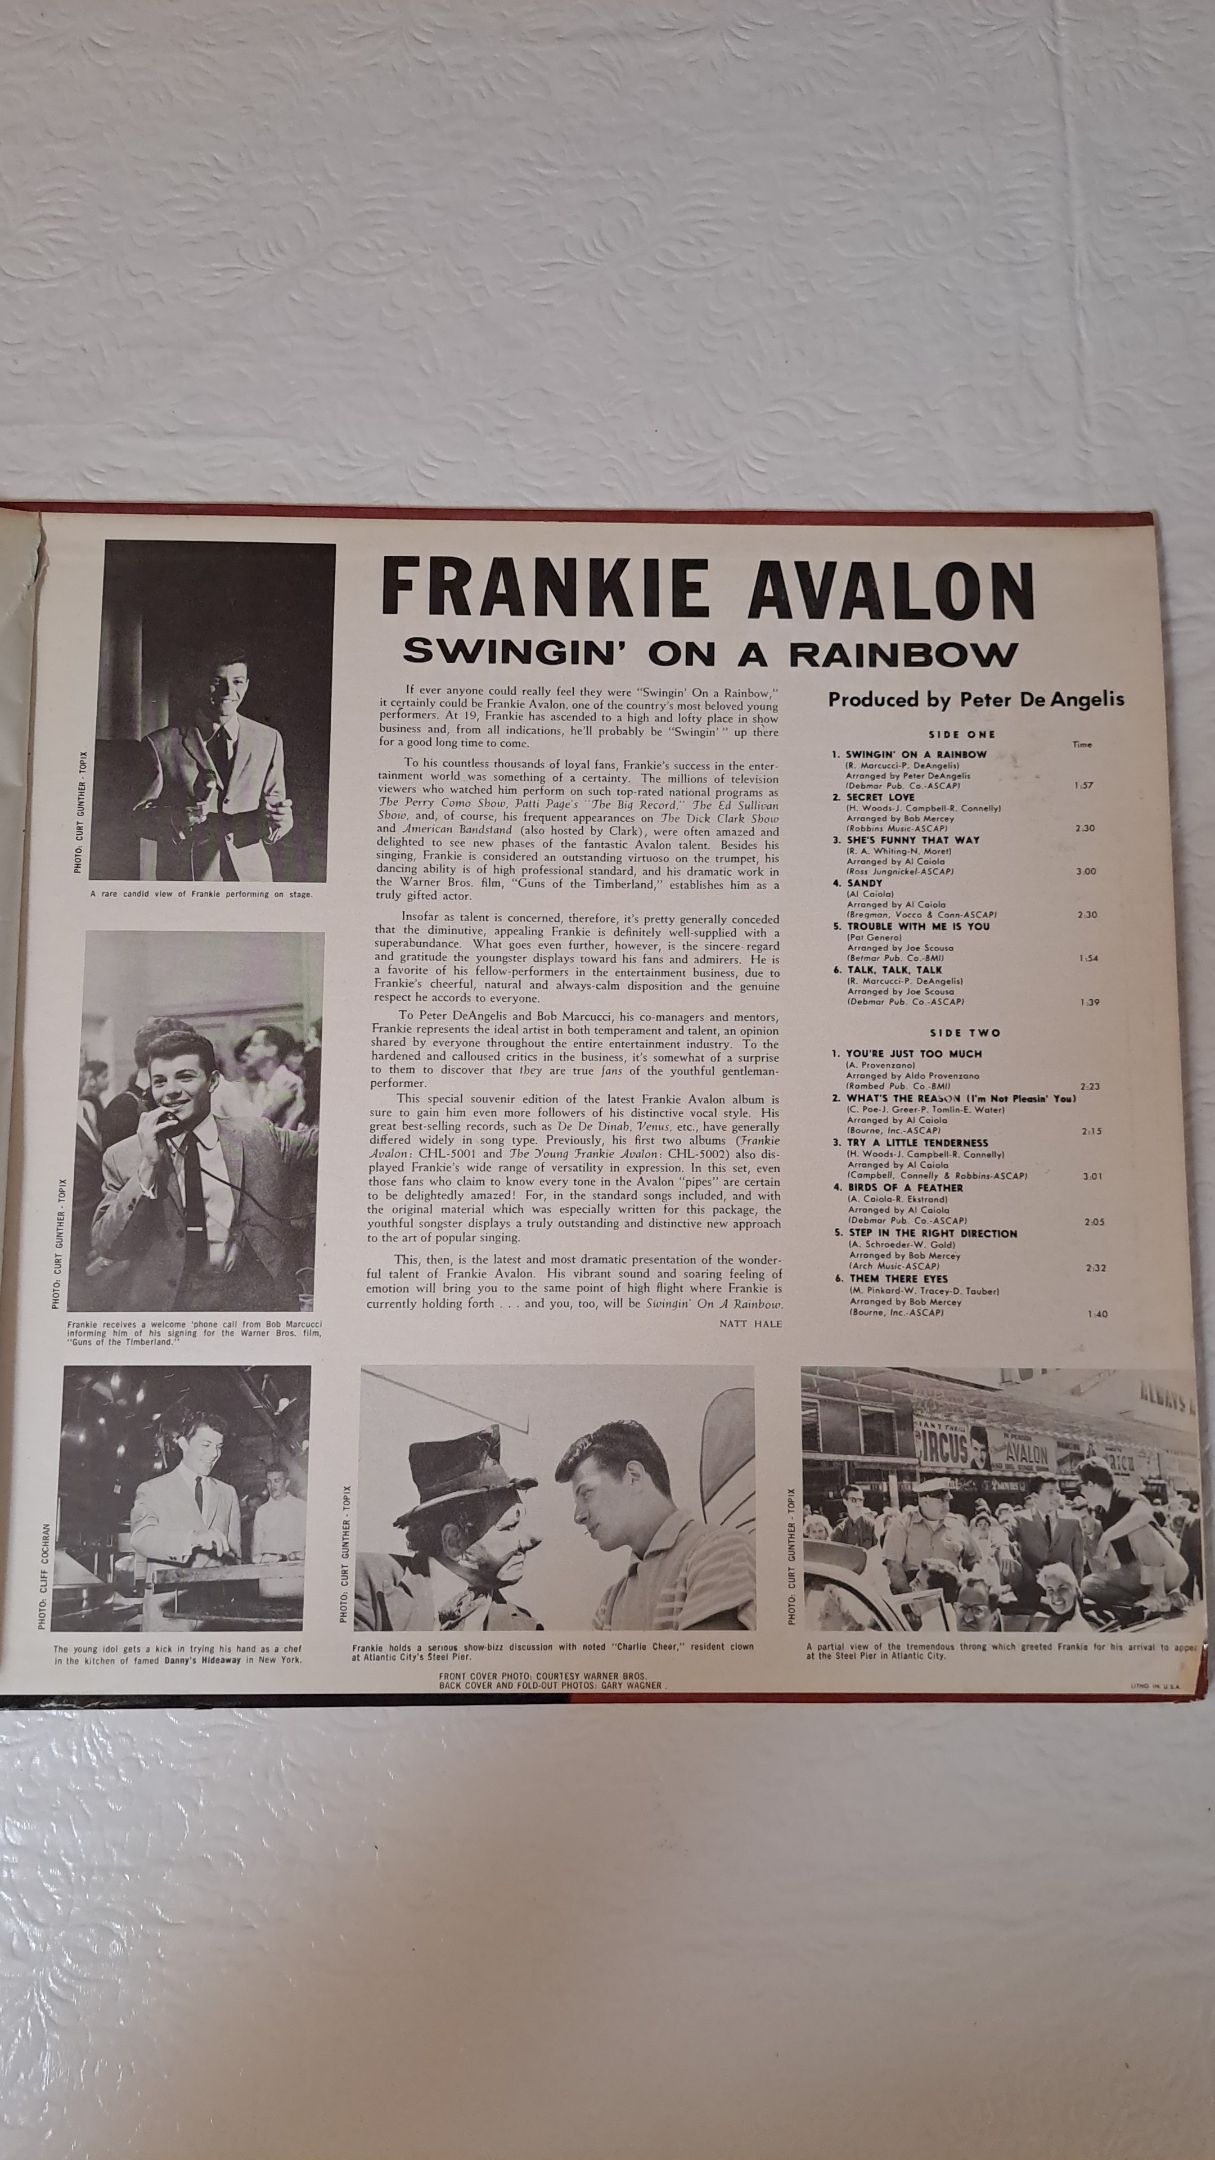 FRANKIE AVALON
SWINGIN' ON A RAINBOW
PHOTO: CURT GUNTHER - TOPIX
A rare candid view of Frankie performing on stage.
PHOTO: CURT GUNTHER - TOPIX
Frankie receives a welcome 'phone call from Bob Marcucci
informing him of his signing for the Warner Bros. film,
"Guns of the Timberland."
If ever anyone could really feel they were "Swingin' On a Rainbow,"
it certainly could be Frankie Avalon, one of the country's most beloved young
performers. At 19, Frankie has ascended to a high and lofty place in show
business and, from all indications, he'll probably be "Swingin'" up there
for a good long time to come.
To his countless thousands of loyal fans, Frankie's success in the enter-
tainment world was something of a certainty. The millions of television
viewers who watched him perform on such top-rated national programs as
The Perry Como Show, Patti Page's "The Big Record," The Ed Sullivan
Show, and, of course, his frequent appearances on The Dick Clark Show
and American Bandstand (also hosted by Clark), were often amazed and
delighted to see new phases of the fantastic Avalon talent. Besides his
singing, Frankie is considered an outstanding virtuoso on the trumpet, his
dancing ability is of high professional standard, and his dramatic work in
the Warner Bros. film, "Guns of the Timberland," establishes him as a
truly gifted actor.
Insofar as talent is concerned, therefore, it's pretty generally conceded
that the diminutive, appealing Frankie is definitely well-supplied with a
superabundance. What goes even further, however, is the sincere regard
and gratitude the youngster displays toward his fans and admirers. He is
a favorite of his fellow-performers in the entertainment business, due to
Frankie's cheerful, natural and always-calm disposition and the genuine
respect he accords to everyone.
To Peter DeAngelis and Bob Marcucci, his co-managers and mentors,
Frankie represents the ideal artist in both temperament and talent, an opinion
shared by everyone throughout the entire entertainment industry. To the
hardened and calloused critics in the business, it's somewhat of a surprise
to them to discover that they are true fans of the youthful gentleman-
performer.
This special souvenir edition of the latest Frankie Avalon album is
sure to gain him even more followers of his distinctive vocal style. His
great best-selling records, such as De De Dinah, Venus, etc., have generally
differed widely in song type. Previously, his first two albums (Frankie
Avalon: CHL-5001 and The Young Frankie Avalon: CHL-5002) also dis-
played Frankie's wide range of versatility in expression. In this set, even
those fans who claim to know every tone in the Avalon "pipes" are certain
to be delightedly amazed! For, in the standard songs included, and with
the original material which was especially written for this package, the
youthful songster displays a truly outstanding and distinctive new approach
to the art of popular singing.
This, then, is the latest and most dramatic presentation of the wonder-
ful talent of Frankie Avalon. His vibrant sound and soaring feeling of
emotion will bring you to the same point of high flight where Frankie is
currently holding forth . . . and you, too, will be Swingin' On A Rainbow.
NATT HALE
Produced by Peter De Angelis
SIDE ONE
Time
1. SWINGIN' ON A RAINBOW
(R. Marcucci-P. DeAngelis)
Arranged by Peter DeAngelis
(Debmar Pub. Co.-ASCAP) 1:57
2. SECRET LOVE
(H. Woods-J. Campbell-R. Connelly)
Arranged by Bob Mercey
(Robbins Music-ASCAP) 2:30
3. SHE'S FUNNY THAT WAY
(R. A. Whiting-N. Moret)
Arranged by Al Caiola
(Ross Jungnickel-ASCAP) 3:00
4. SANDY
(Al Caiola)
Arranged by Al Caiola
(Bregman, Vocco & Conn-ASCAP) 2:30
5. TROUBLE WITH ME IS YOU
(Pat Genero)
Arranged by Joe Scousa
(Betmar Pub. Co.-BMI) 1:54
6. TALK, TALK, TALK
(R. Marcucci-P. DeAngelis)
Arranged by Joe Scousa
(Debmar Pub. Co.-ASCAP) 1:39
SIDE TWO
1. YOU'RE JUST TOO MUCH
(A. Provenzano)
Arranged by Aldo Provenzano
(Rambed Pub. Co.-BMI) 2:23
2. WHAT'S THE REASON (I'm Not Pleasin' You)
(C. Poe-J. Greer-P. Tomlin-E. Water)
Arranged by Al Caiola
(Bourne, Inc.-ASCAP) 2:15
3. TRY A LITTLE TENDERNESS
(H. Woods-J. Campbell-R. Connelly)
Arranged by Al Caiola
(Campbell, Connelly & Robbins-ASCAP) 3:01
4. BIRDS OF A FEATHER
(A. Caiola-R. Ekstrand)
Arranged by Al Caiola
(Debmar Pub. Co.-ASCAP) 2:05
5. STEP IN THE RIGHT DIRECTION
(A. Schroeder-W. Gold)
Arranged by Bob Mercey
(Arch Music-ASCAP) 2:32
6. THEM THERE EYES
(M. Pinkard-W. Tracey-D. Tauber)
Arranged by Bob Mercey
(Bourne, Inc.-ASCAP) 1:40
PHOTO: CLIFF COCHRAN
The young idol gets a kick in trying his hand as a chef
in the kitchen of famed Danny's Hideaway in New York.
PHOTO: CURT GUNTHER - TOPIX
Frankie holds a serious show-bizz discussion with noted "Charlie Cheer," resident clown
at Atlantic City's Steel Pier.
PHOTO: CURT GUNTHER - TOPIX
CIRCUS
AVALON
ALWAYS
A partial view of the tremendous throng which greeted Frankie for his arrival to appea
at the Steel Pier in Atlantic City.
FRONT COVER PHOTO: COURTESY WARNER BROS.
BACK COVER AND FOLD-OUT PHOTOS: GARY WAGNER.
LITHO IN U.S.A.